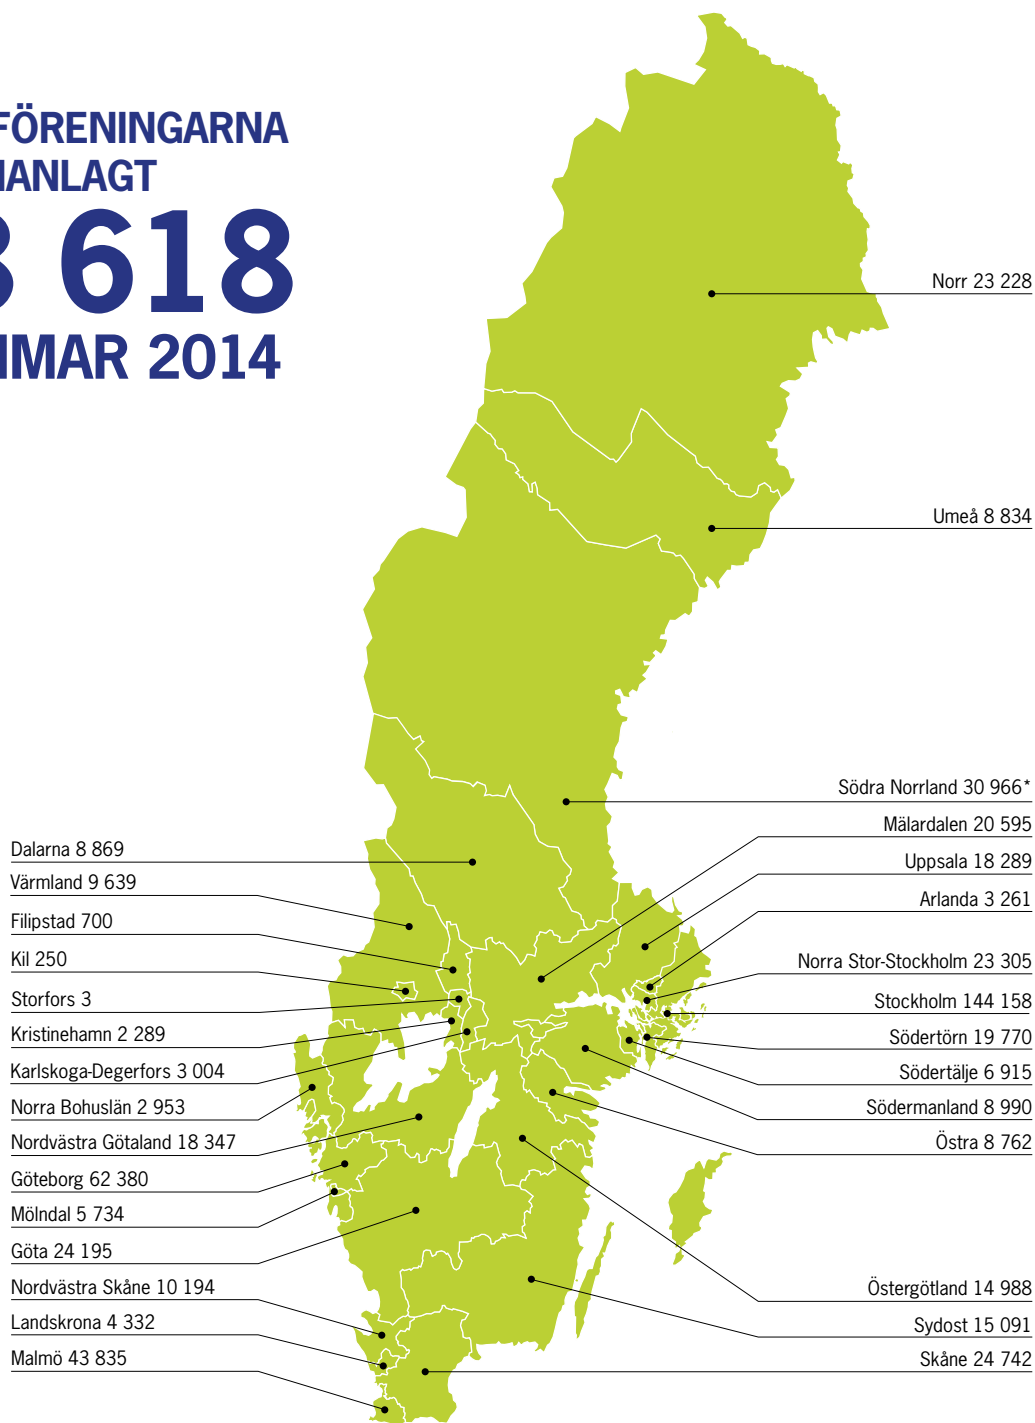 FÖRENINGARNA
618
2014
Norr 23 228
Umeå 8 834
Södra Norrland 30 966*
Mälardalen 20 595
Uppsala 18 289
Arlanda 3 261
Norra Stor-Stockholm 23 305
Stockholm 144 158
Södertörn 19 770
Södertälje 6 915
Södermanland 8 990
Östra 8 762
Östergötland 14 988
Sydost 15 091
Skåne 24 742
Dalarna 8 869
Värmland 9 639
Filipstad 700
Kil 250
Storfors 3
Kristinehamn 2 289
Karlskoga-Degerfors 3 004
Norra Bohuslän 2 953
Nordvästra Götaland 18 347
Göteborg 62 380
Mölndal 5 734
Göta 24 195
Nordvästra Skåne 10 194
Landskrona 4 332
Malmö 43 835